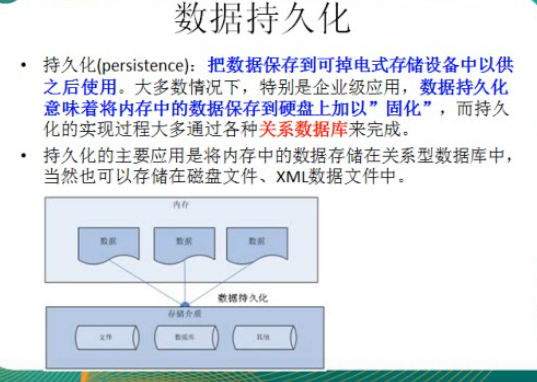 数据持久化
• 持久化(persistence)：把数据保存到可掉电式存储设备中以供
之后使用。大多数情况下，特别是企业级应用，数据持久化
意味着将内存中的数据保存到硬盘上加以”固化”，而持久
化的实现过程大多通过各种关系数据库来完成。
• 持久化的主要应用是将内存中的数据存储在关系型数据库中，
当然也可以存储在磁盘文件、XML数据文件中。
内存
数据 数据 数据
数据持久化
存储介质
文件 数据库 其他